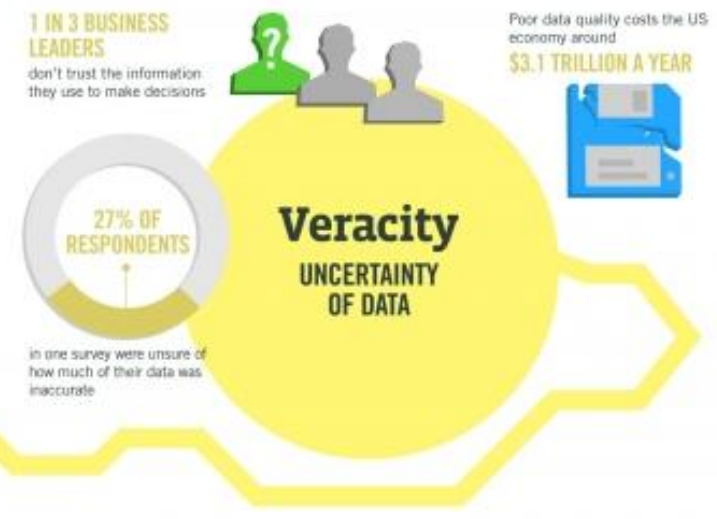 1 IN 3 BUSINESS
LEADERS
don't trust the information
they use to make decisions
?
Poor data quality costs the US
economy around
$3.1 TRILLION A YEAR
27% OF
RESPONDENTS
in one survey were unsure of
how much of their data was
inaccurate
Veracity
UNCERTAINTY
OF DATA